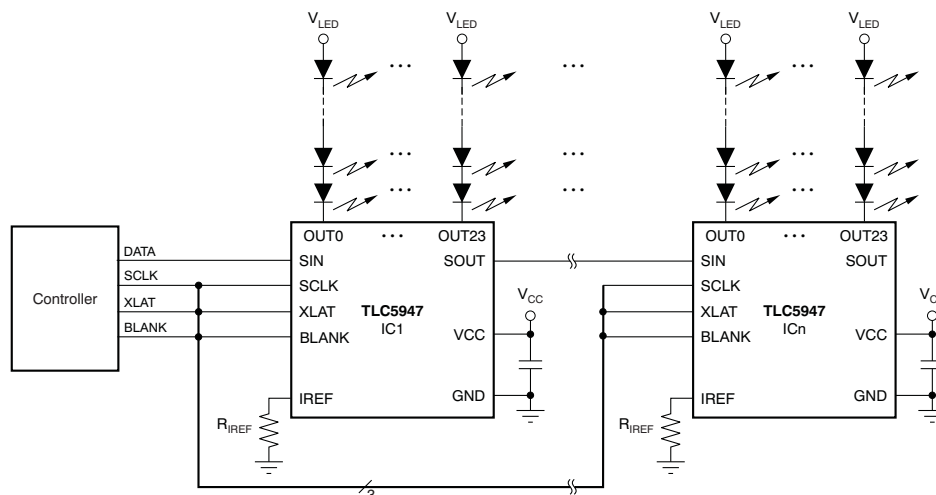 VLED VLED VLED VLED
... ... ... ...
... ...
... ... ...
OUT0 ... OUT23 OUT0 ... OUT23
DATA SIN SOUT SIN SOUT
SCLK SCLK SCLK
Controller XLAT XLAT TLC5947 IC1 VCC XLAT TLC5947 ICn
BLANK BLANK VCC BLANK VCC
IREF GND IREF GND
RIREF RIREF
3